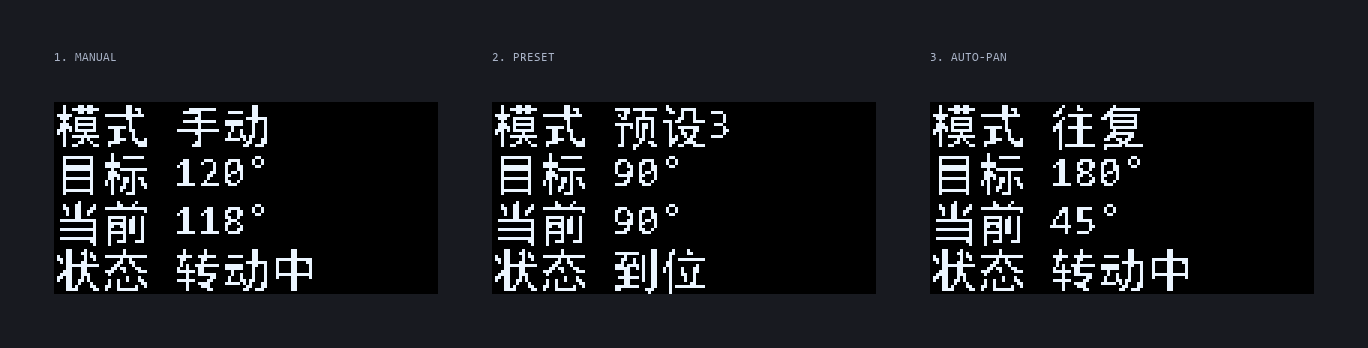 1. MANUAL
模式 手动
目标 120°
当前 118°
状态 转动中
2. PRESET
模式 预设3
目标 90°
当前 90°
状态 到位
3. AUTO-PAN
模式 往复
目标 180°
当前 45°
状态 转动中